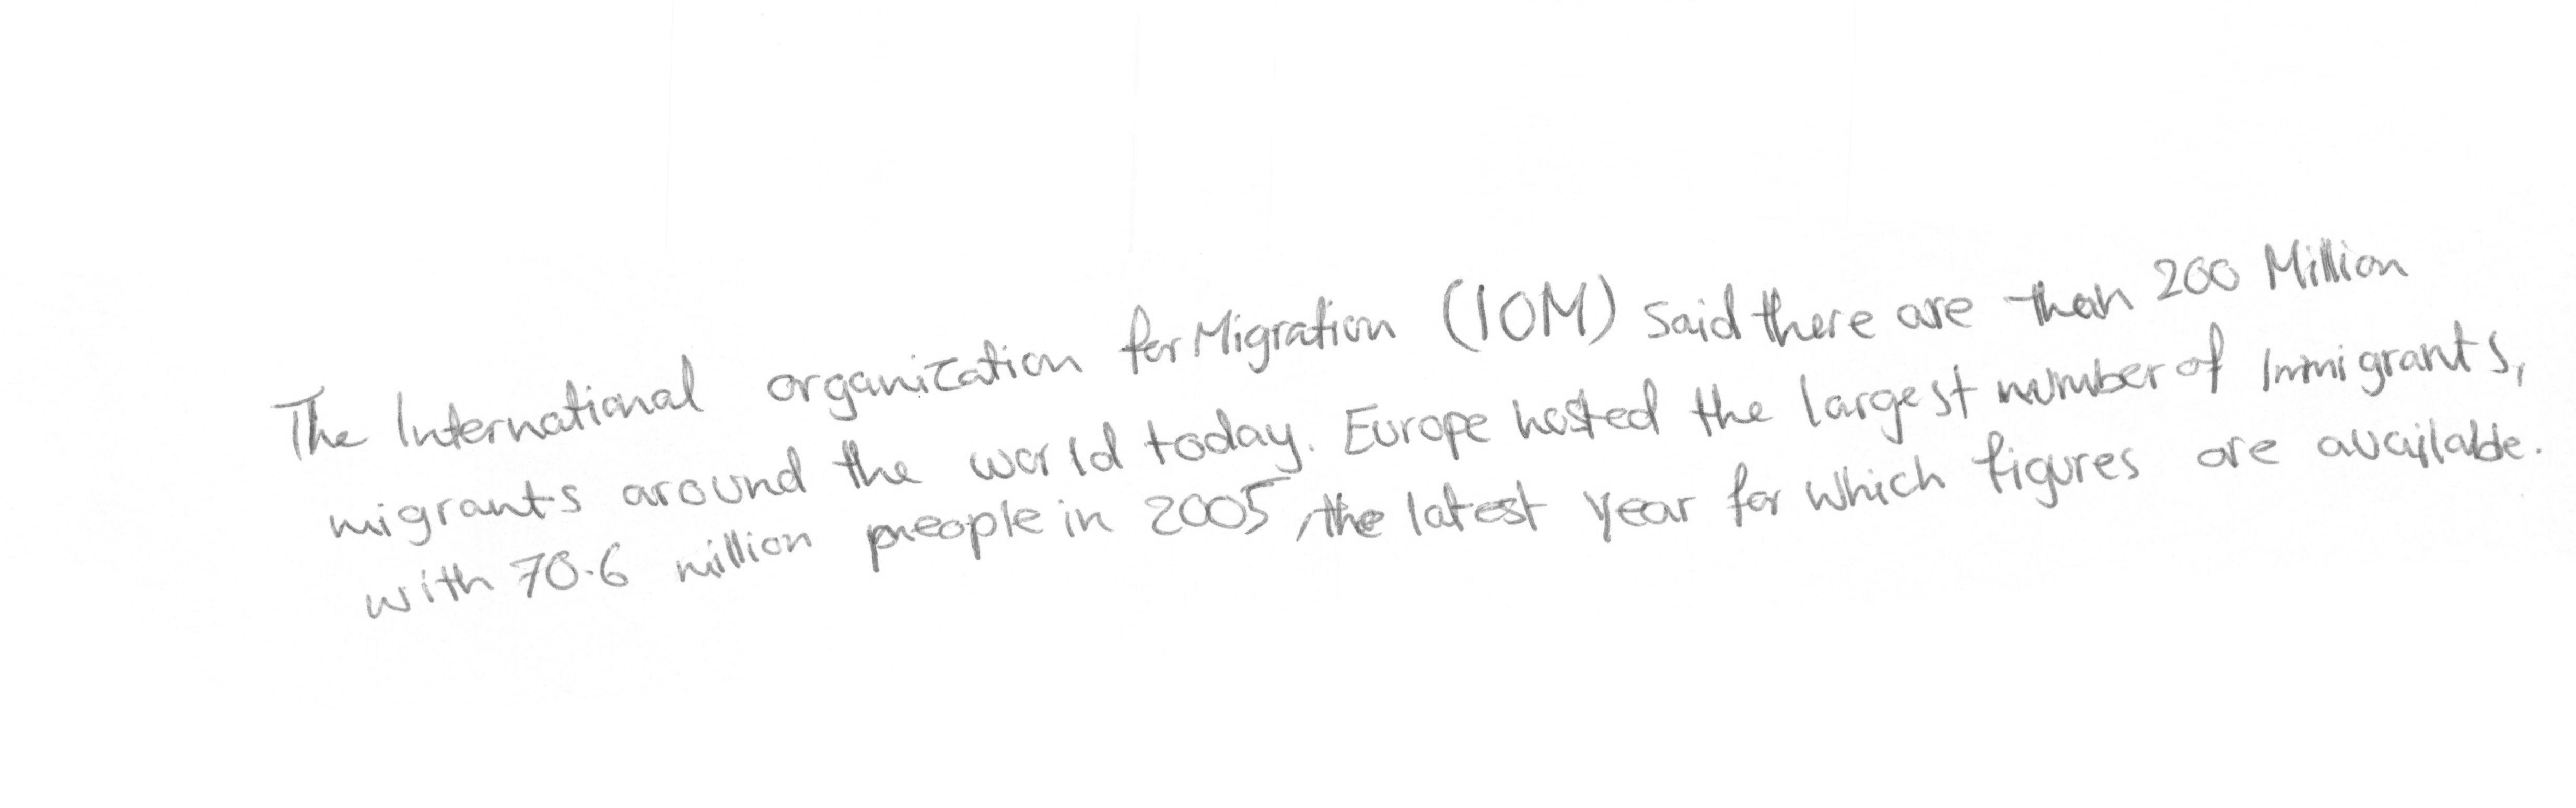 The International organization for Migration (IOM) said there are than 200 Million
migrants around the world today. Europe hosted the largest number of Immigrants,
with 70.6 million people in 2005, the latest year for which figures are available.